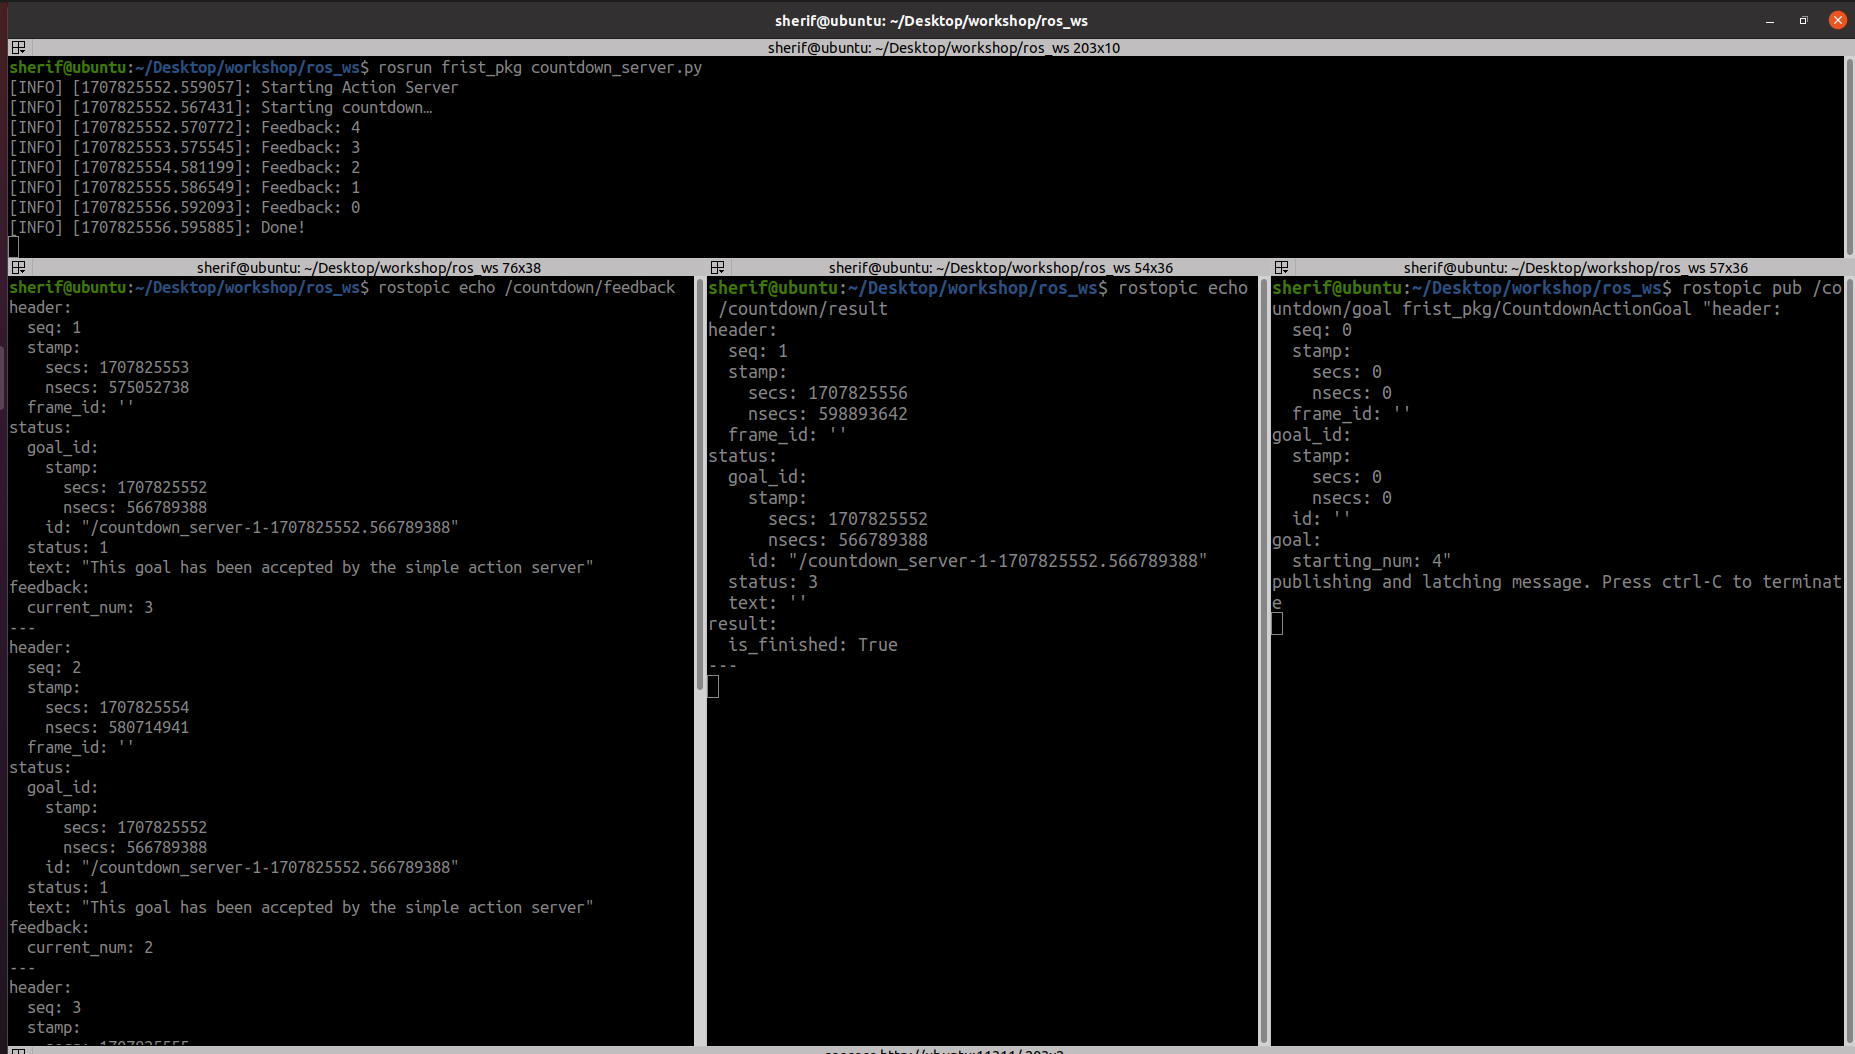 sherif@ubuntu: ~/Desktop/workshop/ros_ws
sherif@ubuntu: ~/Desktop/workshop/ros_ws 203x10
sherif@ubuntu:~/Desktop/workshop/ros_ws$ rosrun frist_pkg countdown_server.py
[INFO] [1707825552.559057]: Starting Action Server
[INFO] [1707825552.567431]: Starting countdown…
[INFO] [1707825552.570772]: Feedback: 4
[INFO] [1707825553.575545]: Feedback: 3
[INFO] [1707825554.581199]: Feedback: 2
[INFO] [1707825555.586549]: Feedback: 1
[INFO] [1707825556.592093]: Feedback: 0
[INFO] [1707825556.595885]: Done!
sherif@ubuntu: ~/Desktop/workshop/ros_ws 76x38
sherif@ubuntu:~/Desktop/workshop/ros_ws$ rostopic echo /countdown/feedback
header:
  seq: 1
  stamp:
    secs: 1707825553
    nsecs: 575052738
  frame_id: ''
status:
  goal_id:
    stamp:
      secs: 1707825552
      nsecs: 566789388
    id: "/countdown_server-1-1707825552.566789388"
  status: 1
  text: "This goal has been accepted by the simple action server"
feedback:
  current_num: 3
---
header:
  seq: 2
  stamp:
    secs: 1707825554
    nsecs: 580714941
  frame_id: ''
status:
  goal_id:
    stamp:
      secs: 1707825552
      nsecs: 566789388
    id: "/countdown_server-1-1707825552.566789388"
  status: 1
  text: "This goal has been accepted by the simple action server"
feedback:
  current_num: 2
---
header:
  seq: 3
  stamp:
    secs: 1707825555
sherif@ubuntu: ~/Desktop/workshop/ros_ws 54x36
sherif@ubuntu:~/Desktop/workshop/ros_ws$ rostopic echo
 /countdown/result
header:
  seq: 1
  stamp:
    secs: 1707825556
    nsecs: 598893642
  frame_id: ''
status:
  goal_id:
    stamp:
      secs: 1707825552
      nsecs: 566789388
    id: "/countdown_server-1-1707825552.566789388"
  status: 3
  text: ''
result:
  is_finished: True
---
sherif@ubuntu: ~/Desktop/workshop/ros_ws 57x36
sherif@ubuntu:~/Desktop/workshop/ros_ws$ rostopic pub /co
untdown/goal frist_pkg/CountdownActionGoal "header:
  seq: 0
  stamp:
    secs: 0
    nsecs: 0
  frame_id: ''
goal_id:
  stamp:
    secs: 0
    nsecs: 0
  id: ''
goal:
  starting_num: 4"
publishing and latching message. Press ctrl-C to terminat
e